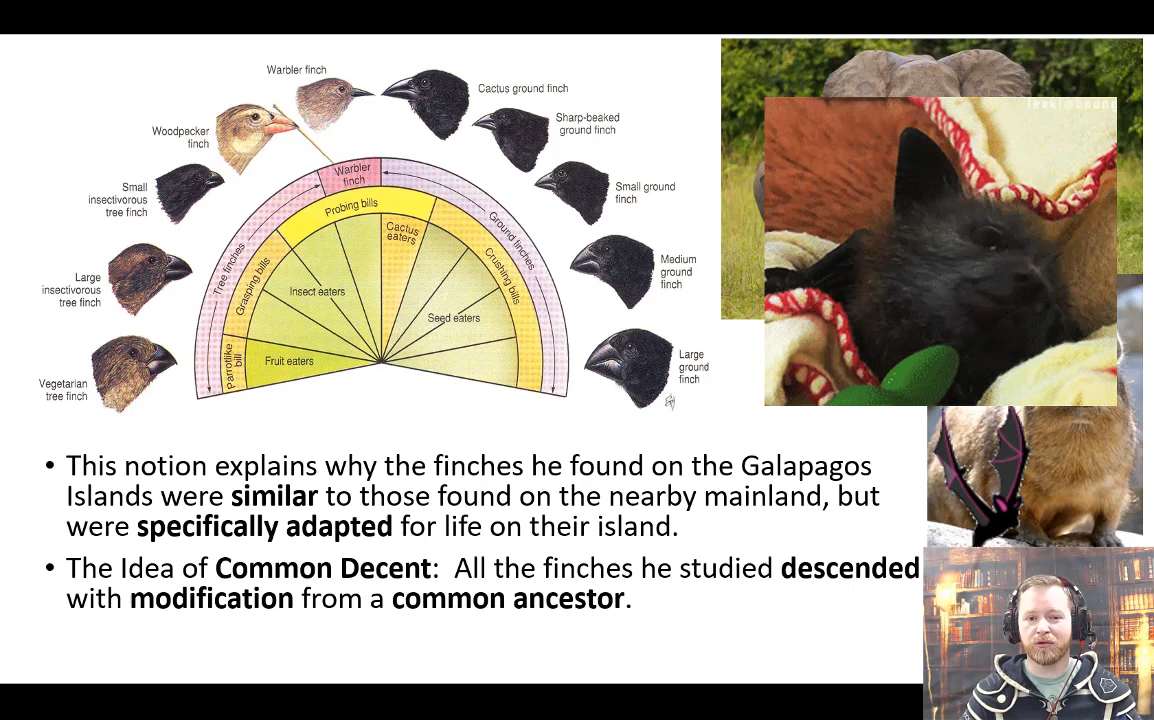 Warbler finch
Cactus ground finch
Sharp-beaked
ground finch
Woodpecker
finch
Small
insectivorous
tree finch
Small ground
finch
Large
insectivorous
tree finch
Medium
ground
finch
Vegetarian
tree finch
Large
ground
finch
Warbler
finch
Tree finches
Ground finches
Probing bills
Grasping bills
Crushing bills
Parrotlike
bill
Cactus
eaters
Insect eaters
Seed eaters
Fruit eaters
• This notion explains why the finches he found on the Galapagos
Islands were similar to those found on the nearby mainland, but
were specifically adapted for life on their island.
• The Idea of Common Decent:  All the finches he studied descended
with modification from a common ancestor.